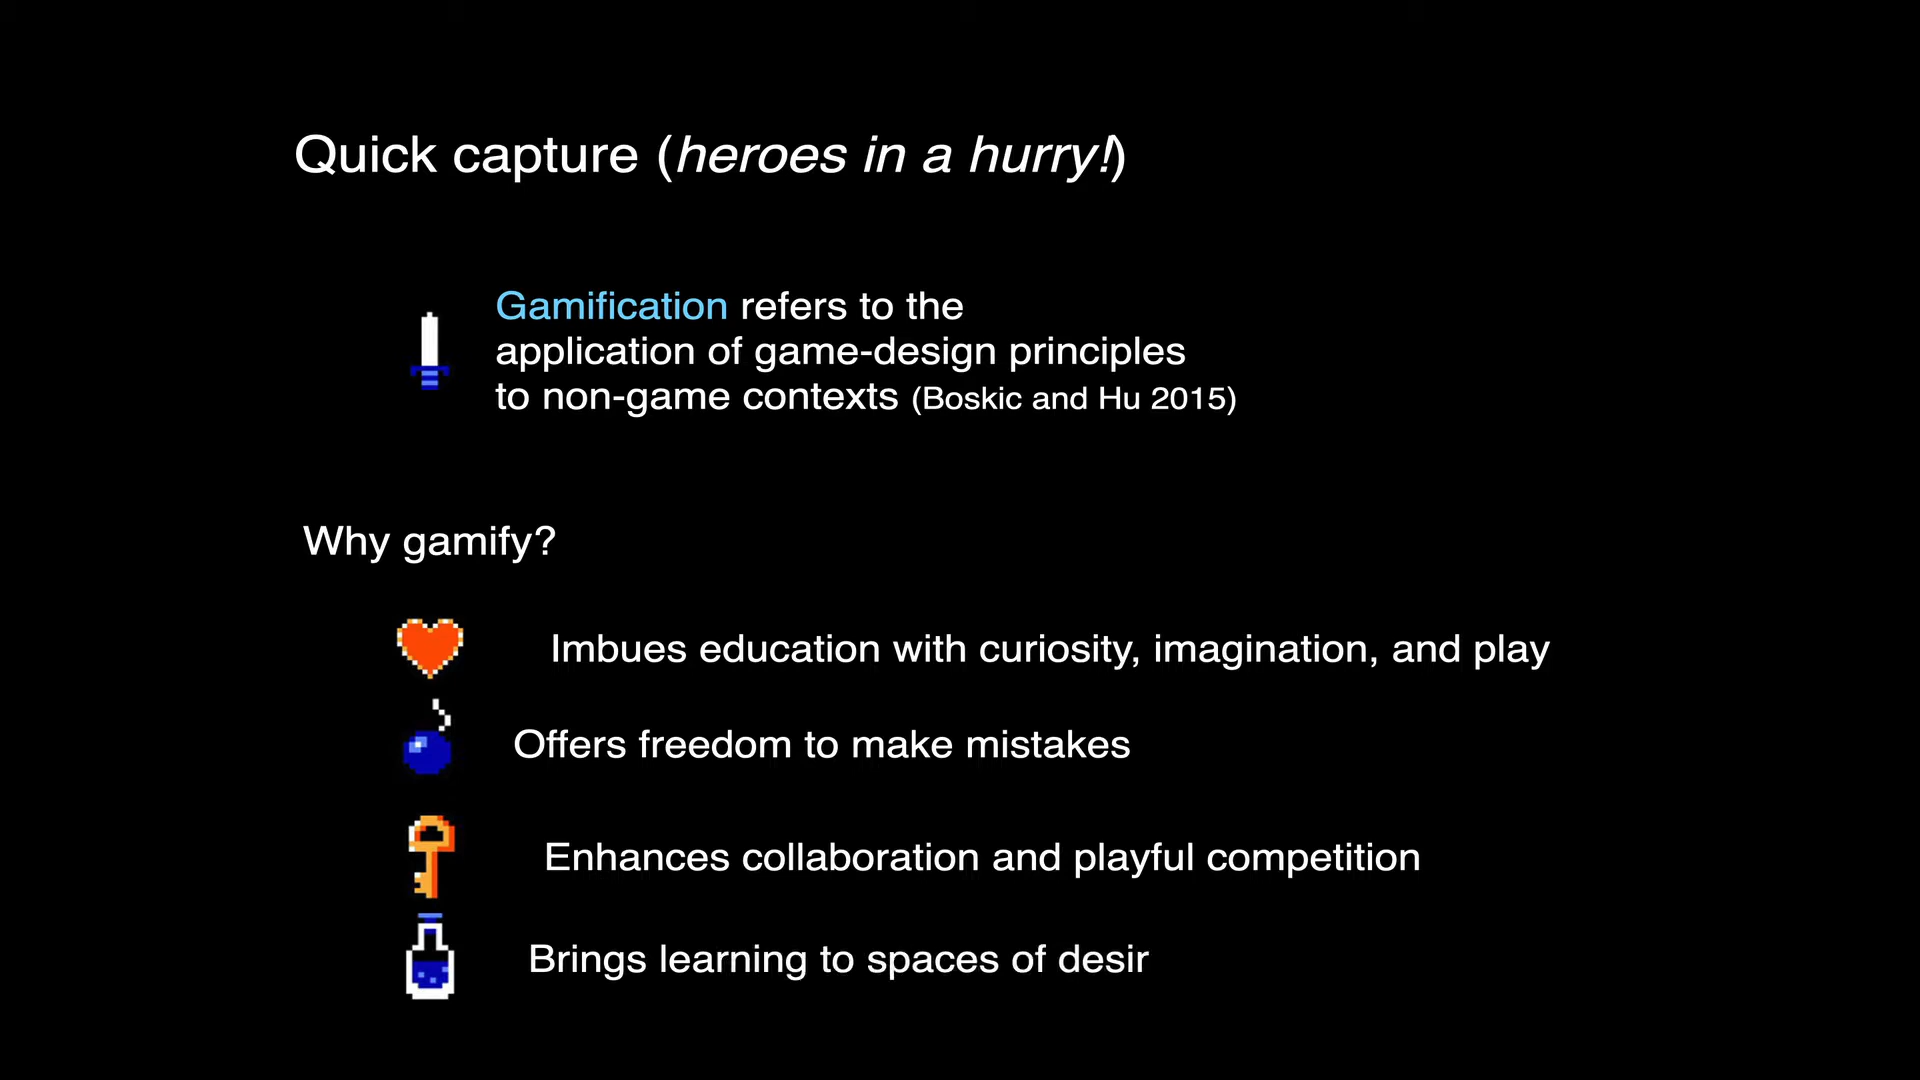 Quick capture (heroes in a hurry!)
Gamification refers to the
application of game-design principles
to non-game contexts (Boskic and Hu 2015)
Why gamify?
Imbues education with curiosity, imagination, and play
Offers freedom to make mistakes
Enhances collaboration and playful competition
Brings learning to spaces of desir